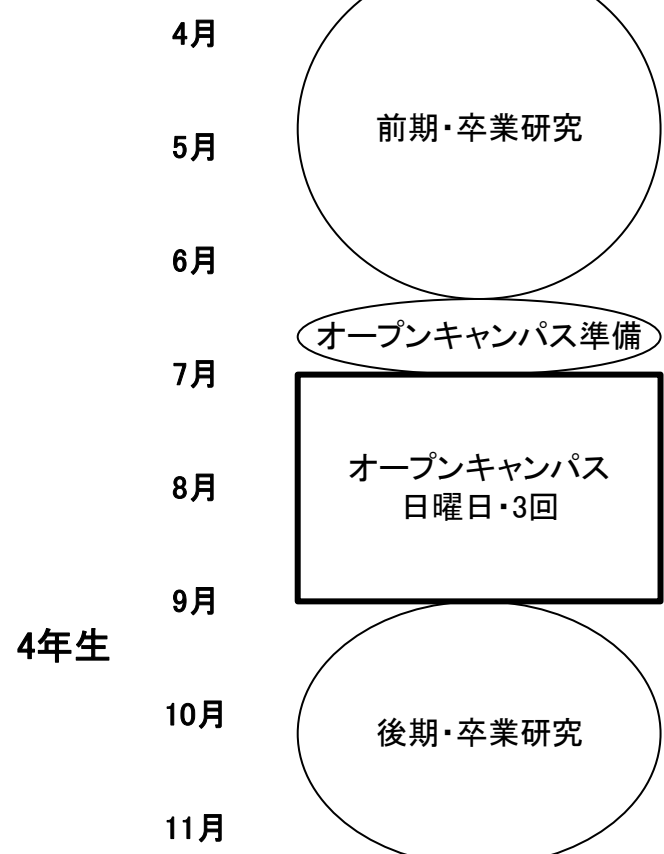 4月
前期・卒業研究
5月
6月
オープンキャンパス準備
7月
オープンキャンパス
8月
日曜日・3回
9月
4年生
10月
後期・卒業研究
11月